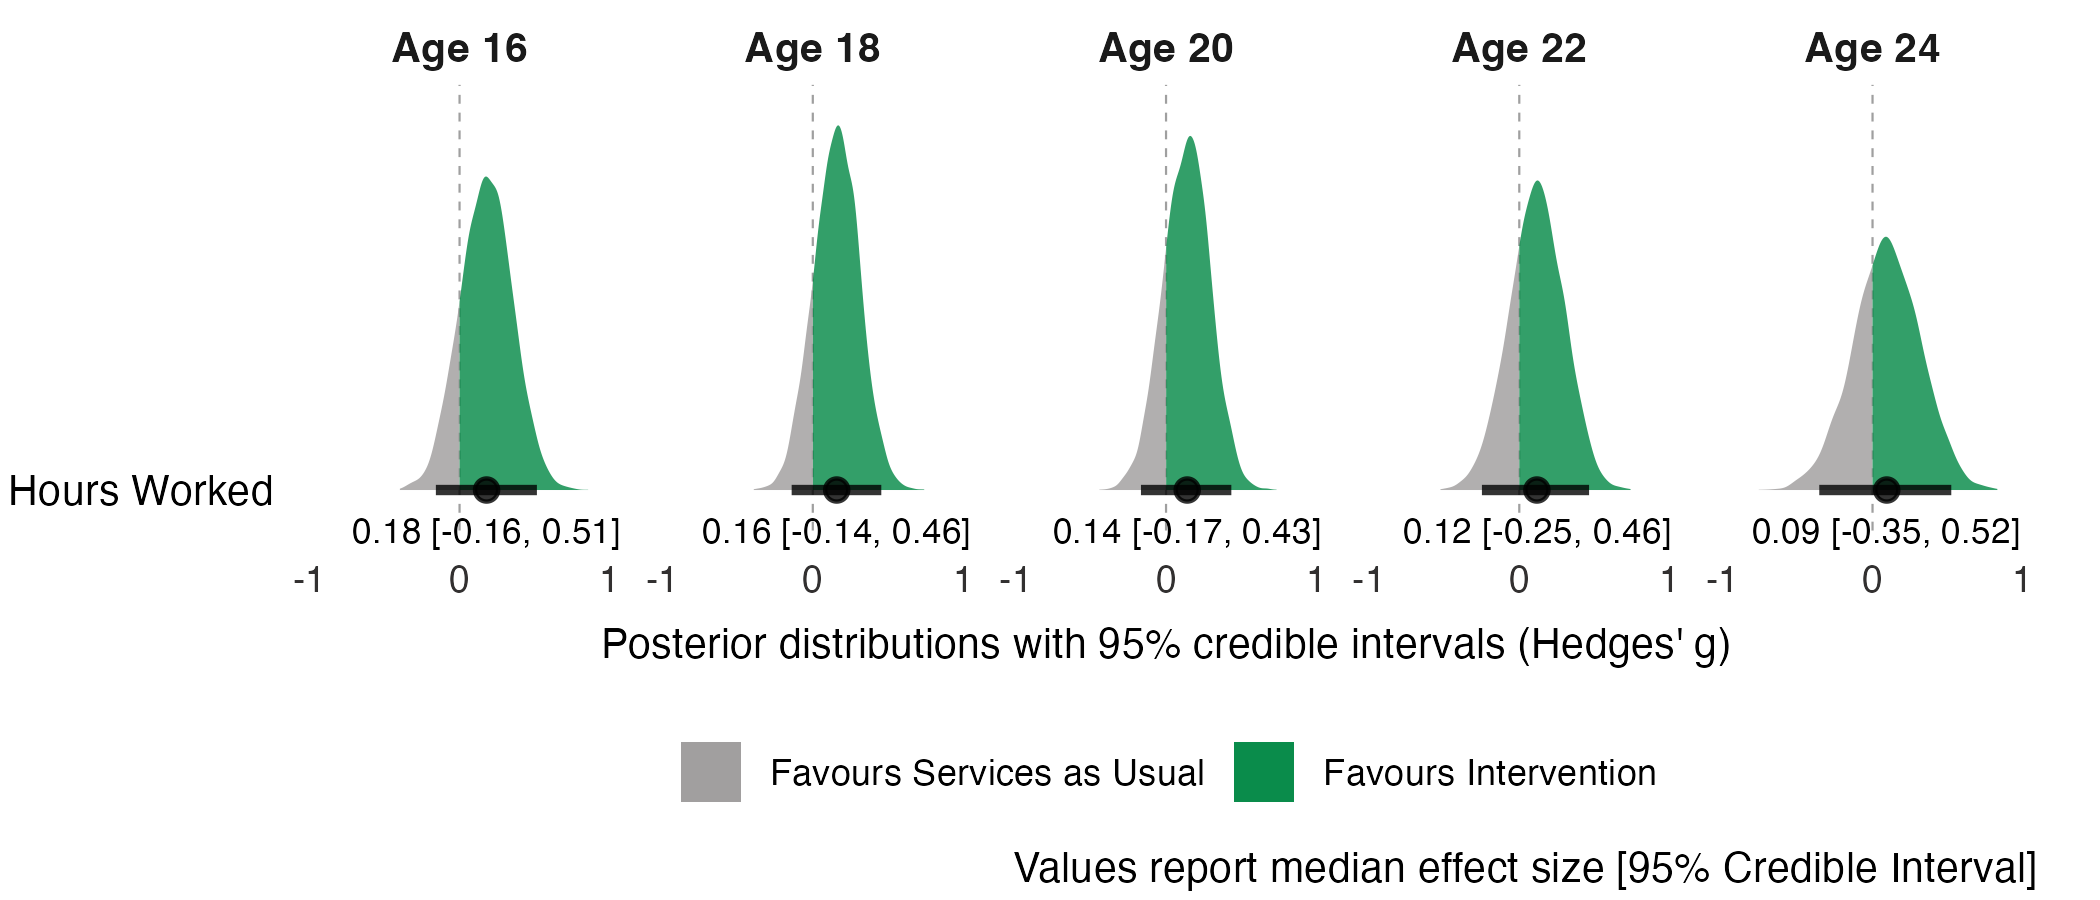 Age 16 Age 18 Age 20 Age 22 Age 24
Hours Worked
0.18 [-0.16, 0.51] 0.16 [-0.14, 0.46] 0.14 [-0.17, 0.43] 0.12 [-0.25, 0.46] 0.09 [-0.35, 0.52]
-1 0 1 -1 0 1 -1 0 1 -1 0 1 -1 0 1
Posterior distributions with 95% credible intervals (Hedges' g)
Favours Services as Usual Favours Intervention
Values report median effect size [95% Credible Interval]